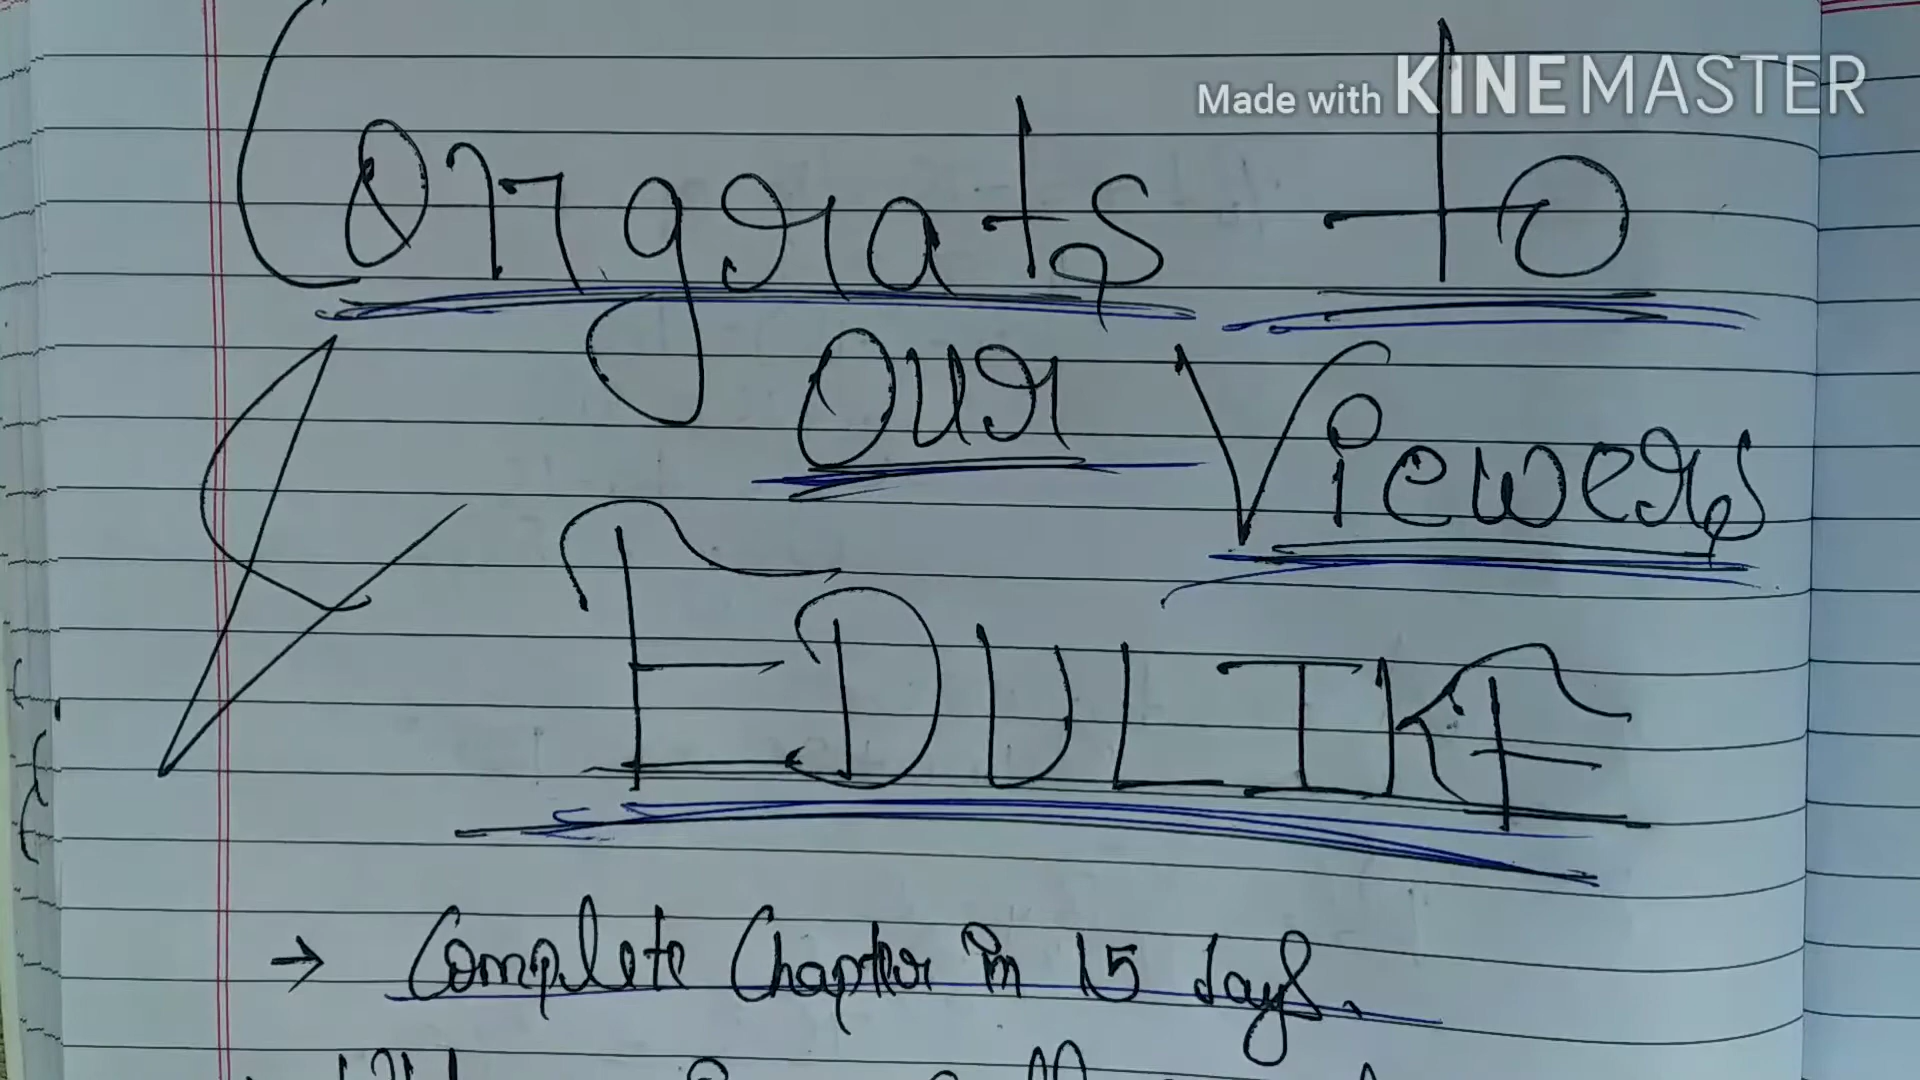 Made with KINEMASTER
Congrats to
our Viewers
EDULIKE
→ Complete Chapter in 15 days.